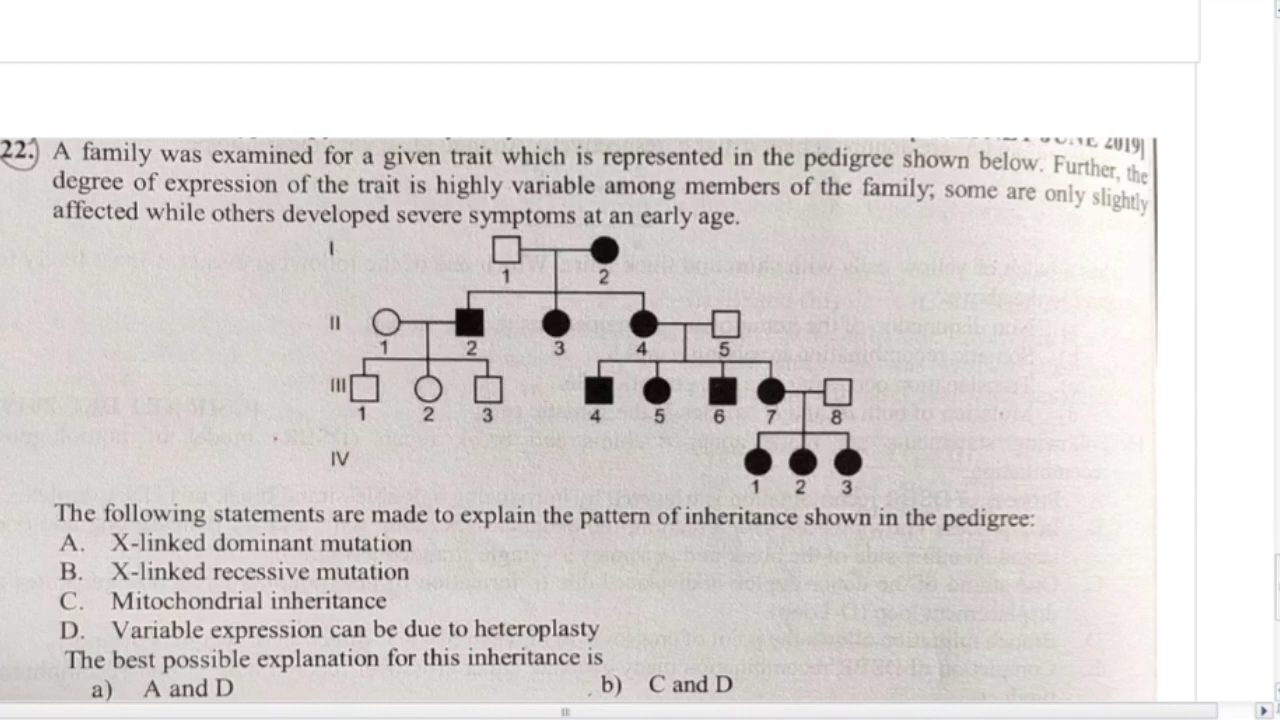 JUNE 2019|
22. A family was examined for a given trait which is represented in the pedigree shown below. Further, the
degree of expression of the trait is highly variable among members of the family; some are only slightly
affected while others developed severe symptoms at an early age.
I
1 2
II
1 2 3 4 5
III
1 2 3 4 5 6 7 8
IV
1 2 3
The following statements are made to explain the pattern of inheritance shown in the pedigree:
A. X-linked dominant mutation
B. X-linked recessive mutation
C. Mitochondrial inheritance
D. Variable expression can be due to heteroplasty
The best possible explanation for this inheritance is
a) A and D b) C and D